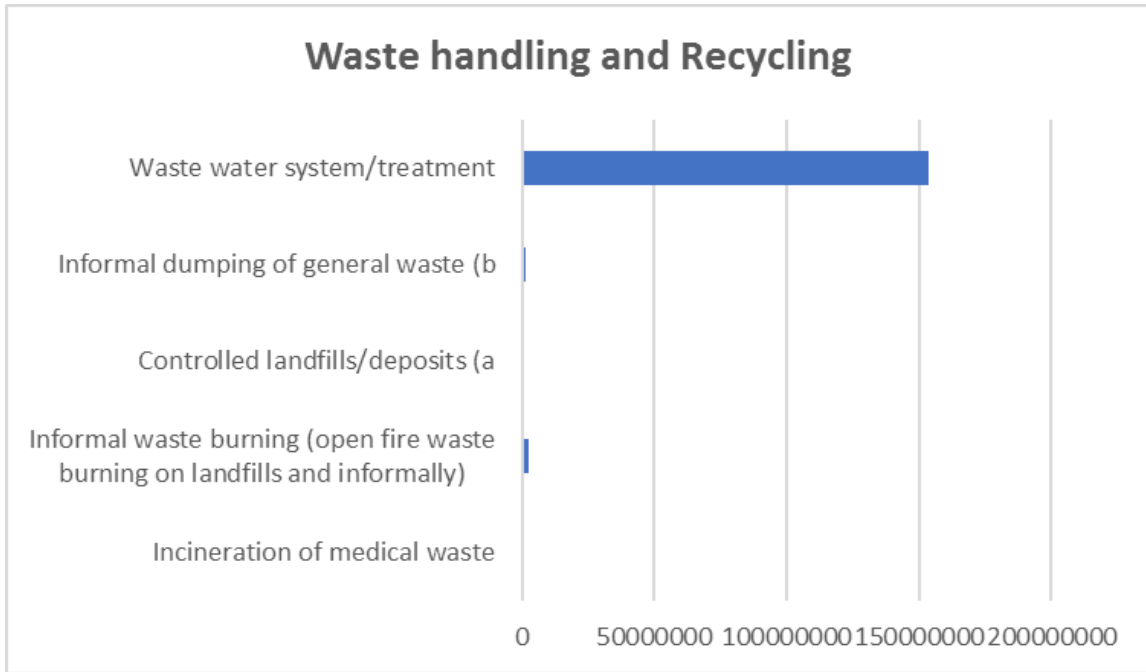 Waste handling and Recycling
Waste water system/treatment
Informal dumping of general waste (b
Controlled landfills/deposits (a
Informal waste burning (open fire waste
burning on landfills and informally)
Incineration of medical waste
0 50000000 100000000 150000000 200000000